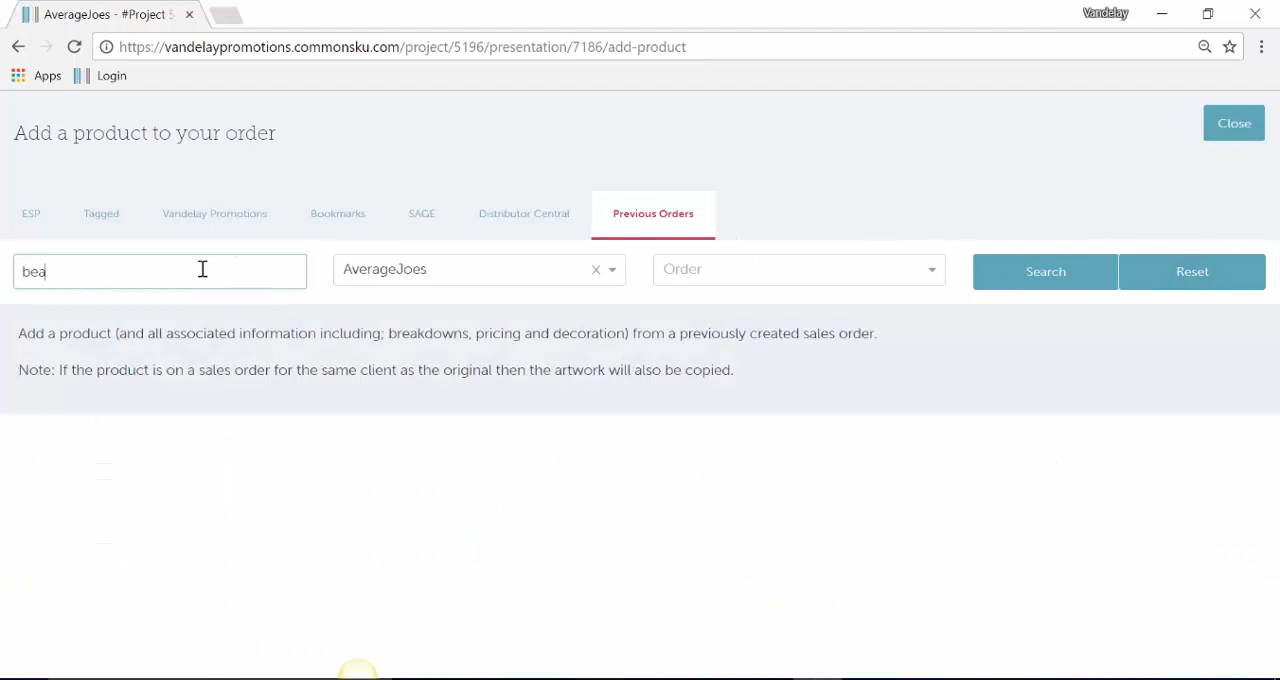 AverageJoes - #Project 5
Vandelay
https://vandelaypromotions.commonsku.com/project/5196/presentation/7186/add-product
Apps
Login
Add a product to your order
Close
ESP
Tagged
Vandelay Promotions
Bookmarks
SAGE
Distributor Central
Previous Orders
bea
AverageJoes
Order
Search
Reset
Add a product (and all associated information including; breakdowns, pricing and decoration) from a previously created sales order.
Note: If the product is on a sales order for the same client as the original then the artwork will also be copied.